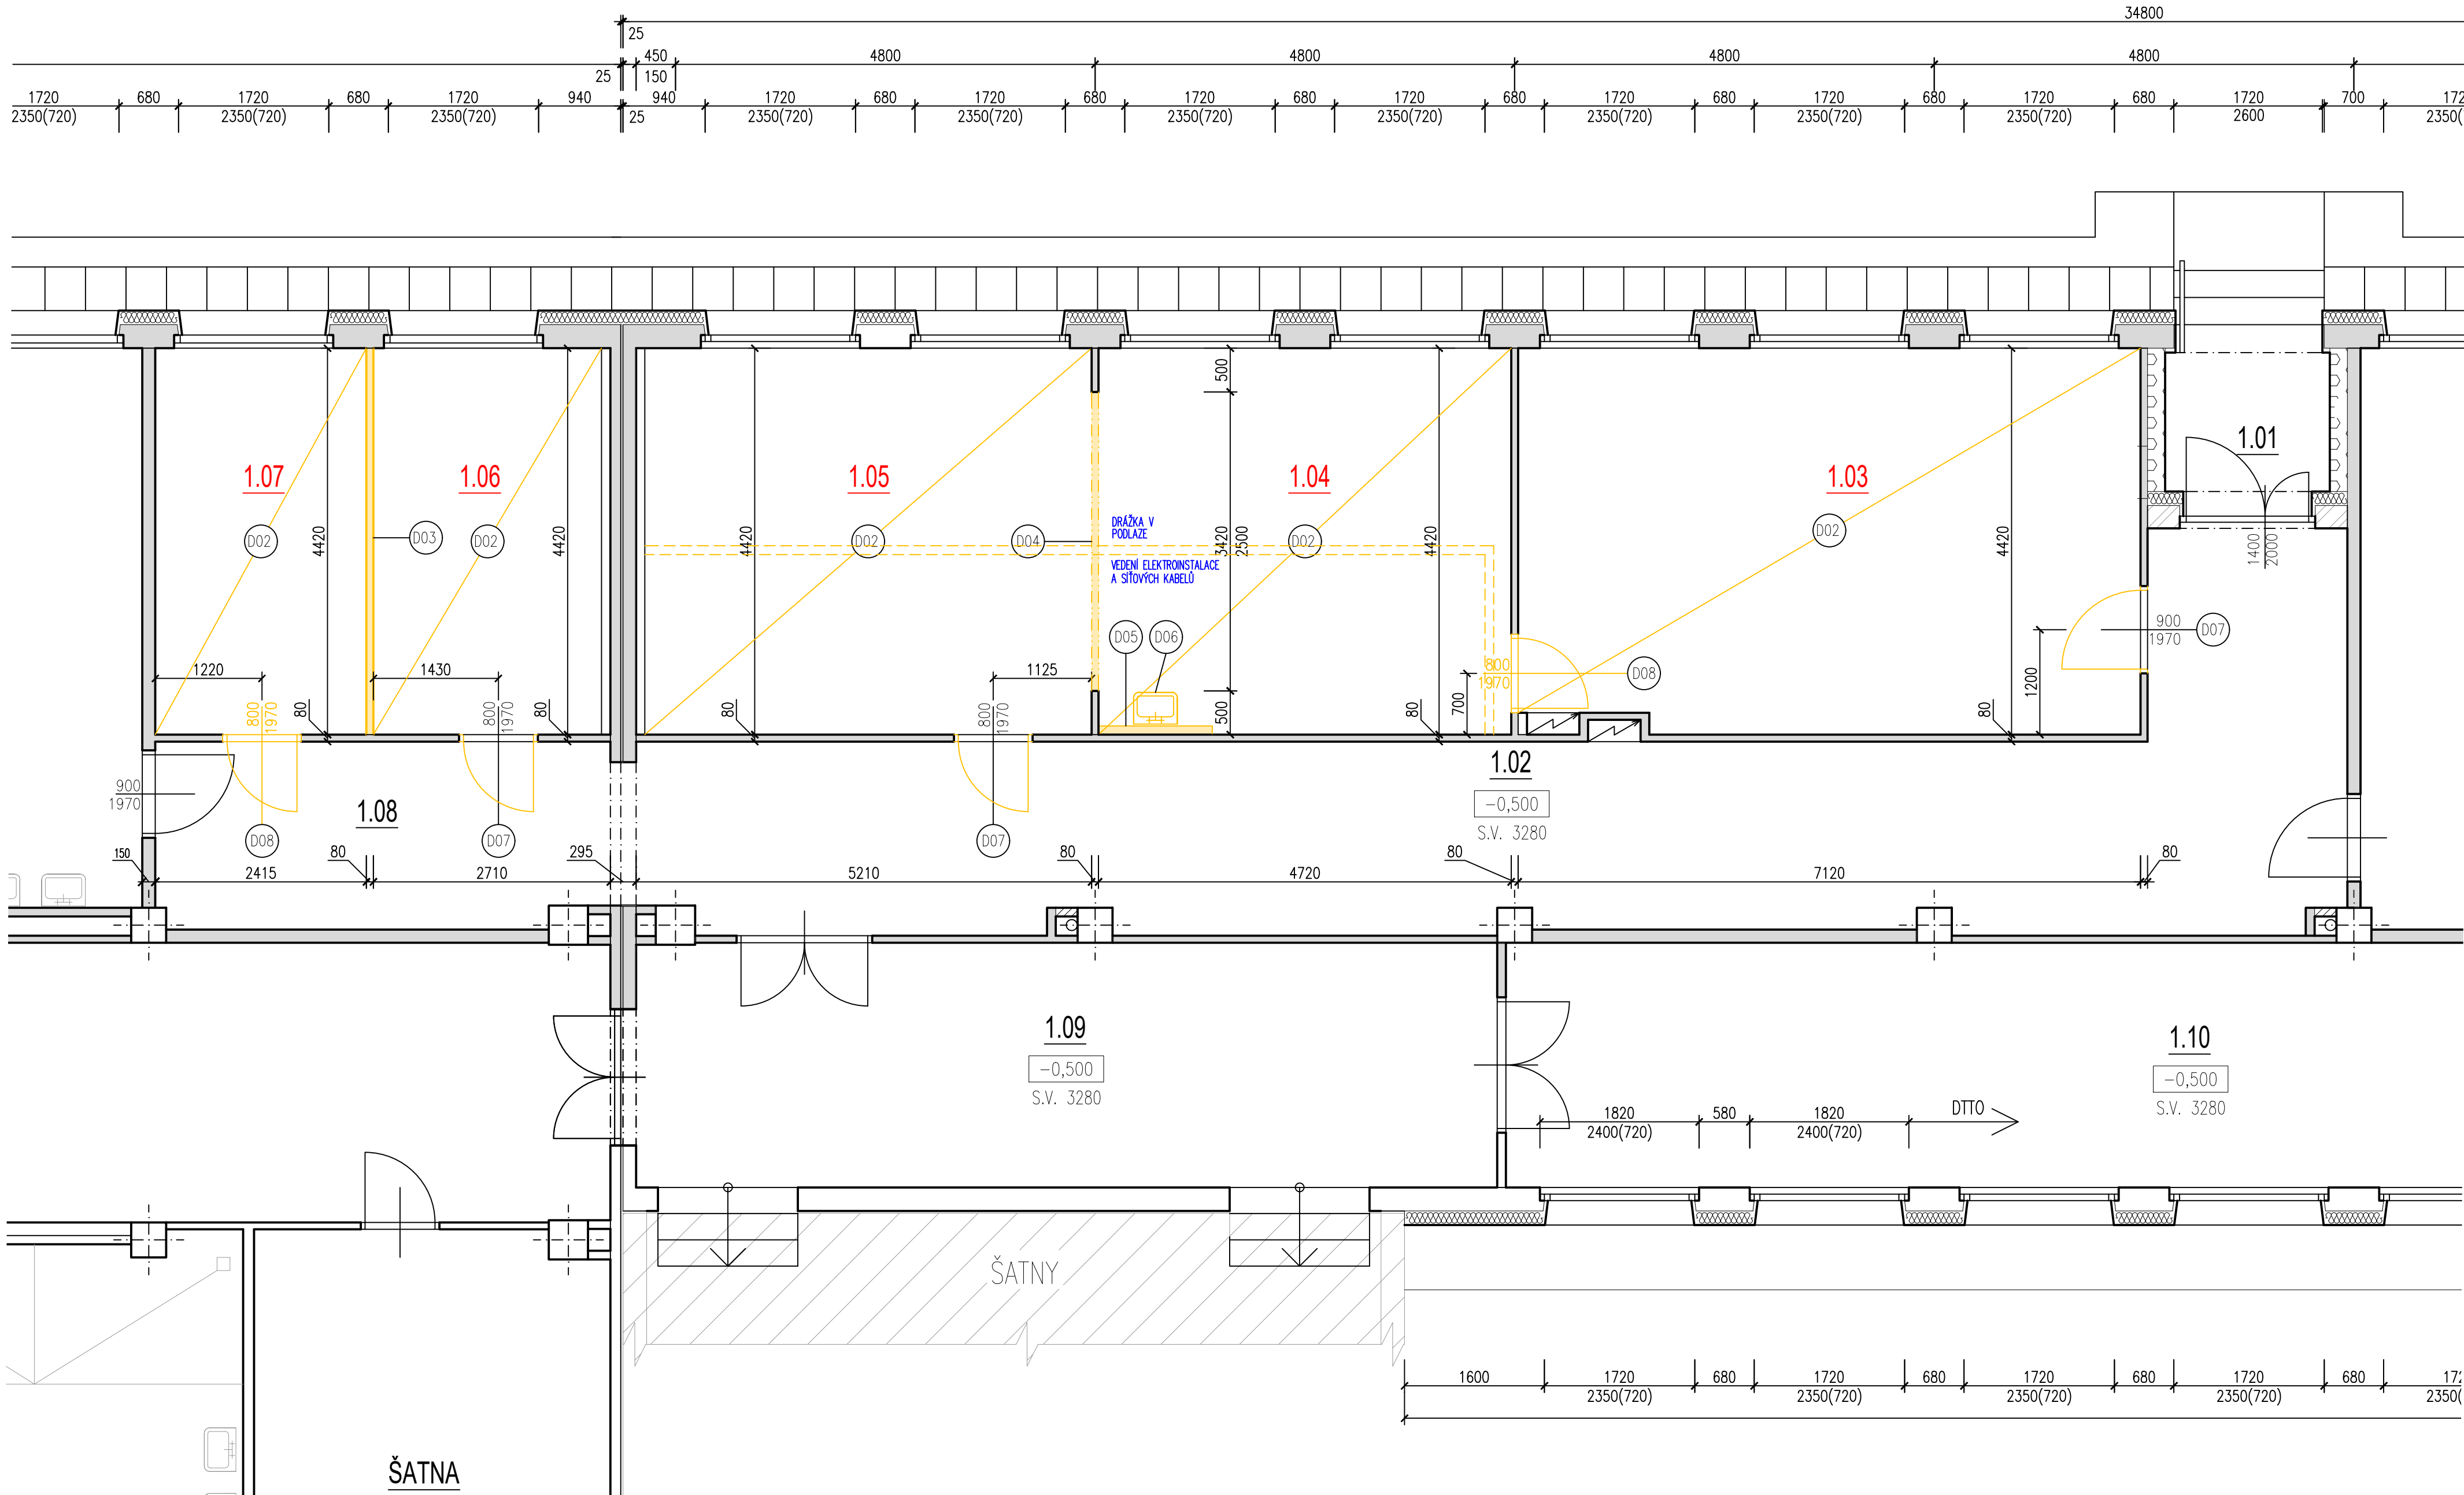 34800
25
450 4800 4800 4800 4800
25 150
1720 680 1720 680 1720 940 940 1720 680 1720 680 1720 680 1720 680 1720 680 1720 680 1720 680 1720 700
2350(720) 2350(720) 2350(720) 25 2350(720) 2350(720) 2350(720) 2350(720) 2350(720) 2350(720) 2350(720) 2600
500
1.01
1.07 1.06 1.05 1.04 1.03
DRÁŽKA V
PODLAZE
D02 4420 D03 D02 4420 4420 D02 D04 3420 2500 D02 4420 D02 4420 1400 2000
VEDENÍ ELEKTROINSTALACE
A SÍŤOVÝCH KABELŮ
D05 D06 900 D07
1970
1220 1430 1125 800 D08
1970
1200
800 1970 80 800 1970 80 80 800 1970 500 80 700 80
1.02
900 -0,500
1970
1.08
S.V. 3280
D08 D07 D07
150 80 295 80 80 80
2415 2710 5210 4720 7120
1.09 1.10
-0,500 -0,500
S.V. 3280 S.V. 3280
1820 580 1820 DTTO
2400(720) 2400(720)
ŠATNY
1600 1720 680 1720 680 1720 680 1720 680
2350(720) 2350(720) 2350(720) 2350(720)
ŠATNA